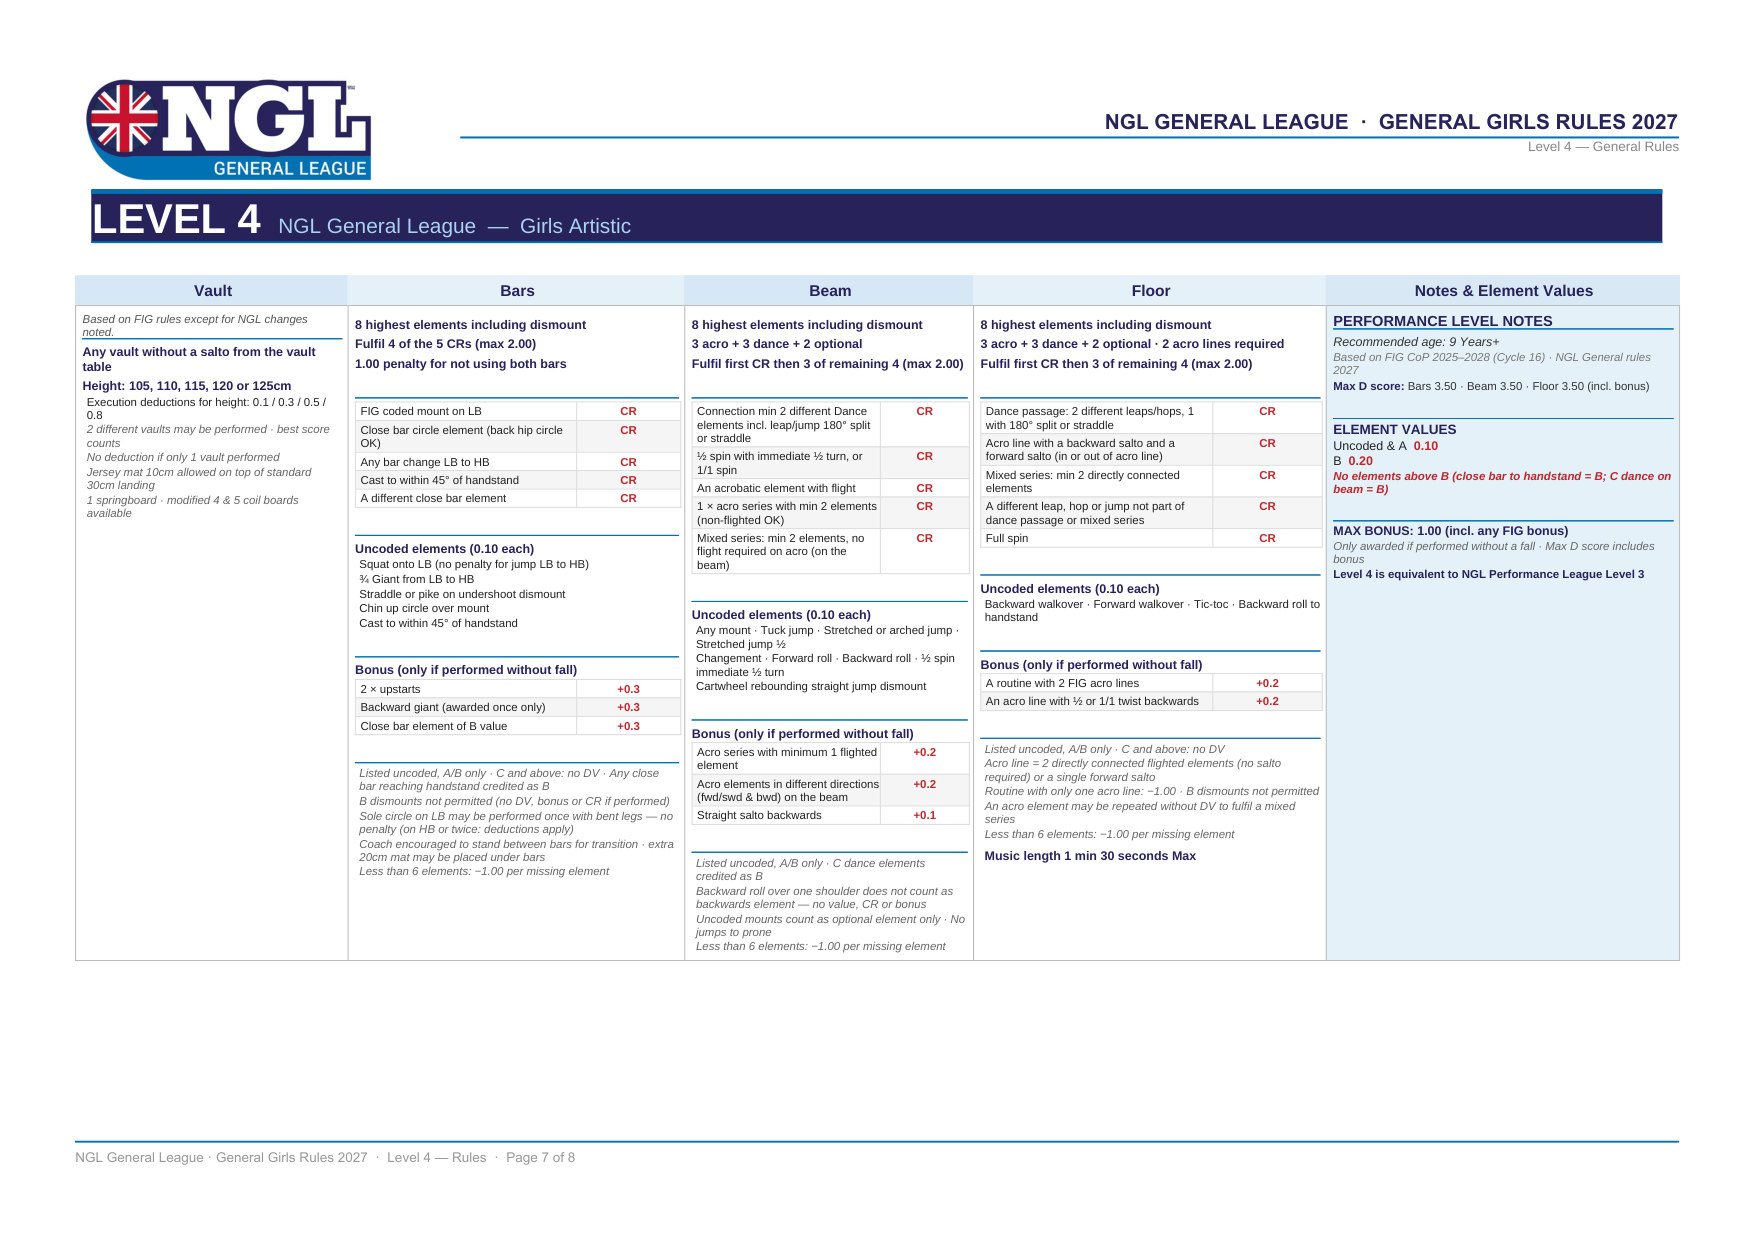 NGL
GENERAL LEAGUE
NGL GENERAL LEAGUE · GENERAL GIRLS RULES 2027
Level 4 — General Rules
LEVEL 4 NGL General League — Girls Artistic
Vault
Based on FIG rules except for NGL changes
noted.
Any vault without a salto from the vault
table
Height: 105, 110, 115, 120 or 125cm
Execution deductions for height: 0.1 / 0.3 / 0.5 /
0.8
2 different vaults may be performed · best score
counts
No deduction if only 1 vault performed
Jersey mat 10cm allowed on top of standard
30cm landing
1 springboard · modified 4 & 5 coil boards
available
Bars
8 highest elements including dismount
Fulfil 4 of the 5 CRs (max 2.00)
1.00 penalty for not using both bars
FIG coded mount on LB CR
Close bar circle element (back hip circle CR
OK)
Any bar change LB to HB CR
Cast to within 45° of handstand CR
A different close bar element CR
Uncoded elements (0.10 each)
Squat onto LB (no penalty for jump LB to HB)
¾ Giant from LB to HB
Straddle or pike on undershoot dismount
Chin up circle over mount
Cast to within 45° of handstand
Bonus (only if performed without fall)
2 × upstarts +0.3
Backward giant (awarded once only) +0.3
Close bar element of B value +0.3
Listed uncoded, A/B only · C and above: no DV · Any close
bar reaching handstand credited as B
B dismounts not permitted (no DV, bonus or CR if performed)
Sole circle on LB may be performed once with bent legs — no
penalty (on HB or twice: deductions apply)
Coach encouraged to stand between bars for transition · extra
20cm mat may be placed under bars
Less than 6 elements: −1.00 per missing element
Beam
8 highest elements including dismount
3 acro + 3 dance + 2 optional
Fulfil first CR then 3 of remaining 4 (max 2.00)
Connection min 2 different Dance CR
elements incl. leap/jump 180° split
or straddle
½ spin with immediate ½ turn, or CR
1/1 spin
An acrobatic element with flight CR
1 × acro series with min 2 elements CR
(non-flighted OK)
Mixed series: min 2 elements, no CR
flight required on acro (on the
beam)
Uncoded elements (0.10 each)
Any mount · Tuck jump · Stretched or arched jump ·
Stretched jump ½
Changement · Forward roll · Backward roll · ½ spin
immediate ½ turn
Cartwheel rebounding straight jump dismount
Bonus (only if performed without fall)
Acro series with minimum 1 flighted +0.2
element
Acro elements in different directions +0.2
(fwd/swd & bwd) on the beam
Straight salto backwards +0.1
Listed uncoded, A/B only · C dance elements
credited as B
Backward roll over one shoulder does not count as
backwards element — no value, CR or bonus
Uncoded mounts count as optional element only · No
jumps to prone
Less than 6 elements: −1.00 per missing element
Floor
8 highest elements including dismount
3 acro + 3 dance + 2 optional · 2 acro lines required
Fulfil first CR then 3 of remaining 4 (max 2.00)
Dance passage: 2 different leaps/hops, 1 CR
with 180° split or straddle
Acro line with a backward salto and a CR
forward salto (in or out of acro line)
Mixed series: min 2 directly connected CR
elements
A different leap, hop or jump not part of CR
dance passage or mixed series
Full spin CR
Uncoded elements (0.10 each)
Backward walkover · Forward walkover · Tic-toc · Backward roll to
handstand
Bonus (only if performed without fall)
A routine with 2 FIG acro lines +0.2
An acro line with ½ or 1/1 twist backwards +0.2
Listed uncoded, A/B only · C and above: no DV
Acro line = 2 directly connected flighted elements (no salto
required) or a single forward salto
Routine with only one acro line: −1.00 · B dismounts not permitted
An acro element may be repeated without DV to fulfil a mixed
series
Less than 6 elements: −1.00 per missing element
Music length 1 min 30 seconds Max
Notes & Element Values
PERFORMANCE LEVEL NOTES
Recommended age: 9 Years+
Based on FIG CoP 2025–2028 (Cycle 16) · NGL General rules
2027
Max D score: Bars 3.50 · Beam 3.50 · Floor 3.50 (incl. bonus)
ELEMENT VALUES
Uncoded & A 0.10
B 0.20
No elements above B (close bar to handstand = B; C dance on
beam = B)
MAX BONUS: 1.00 (incl. any FIG bonus)
Only awarded if performed without a fall · Max D score includes
bonus
Level 4 is equivalent to NGL Performance League Level 3
NGL General League · General Girls Rules 2027 · Level 4 — Rules · Page 7 of 8